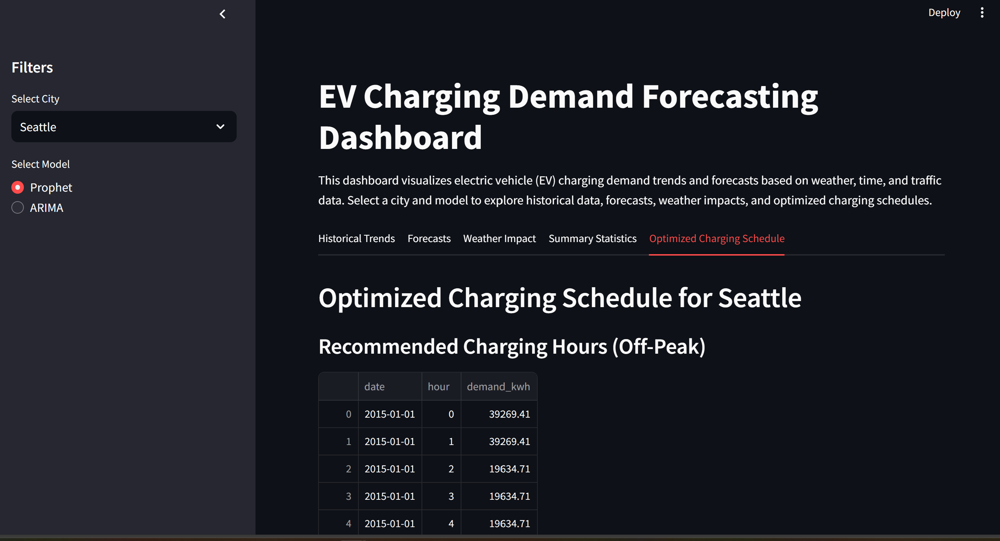 Deploy
Filters
Select City
Seattle
Select Model
Prophet
ARIMA
EV Charging Demand Forecasting
Dashboard
This dashboard visualizes electric vehicle (EV) charging demand trends and forecasts based on weather, time, and traffic
data. Select a city and model to explore historical data, forecasts, weather impacts, and optimized charging schedules.
Historical Trends Forecasts Weather Impact Summary Statistics Optimized Charging Schedule
Optimized Charging Schedule for Seattle
Recommended Charging Hours (Off-Peak)
date hour demand_kwh
0 2015-01-01 0 39269.41
1 2015-01-01 1 39269.41
2 2015-01-01 2 19634.71
3 2015-01-01 3 19634.71
4 2015-01-01 4 19634.71